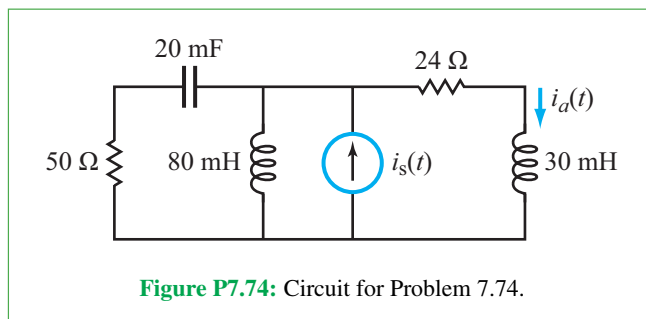 20 mF
24 Ω
i_a(t)
50 Ω
80 mH
i_s(t)
30 mH
Figure P7.74: Circuit for Problem 7.74.